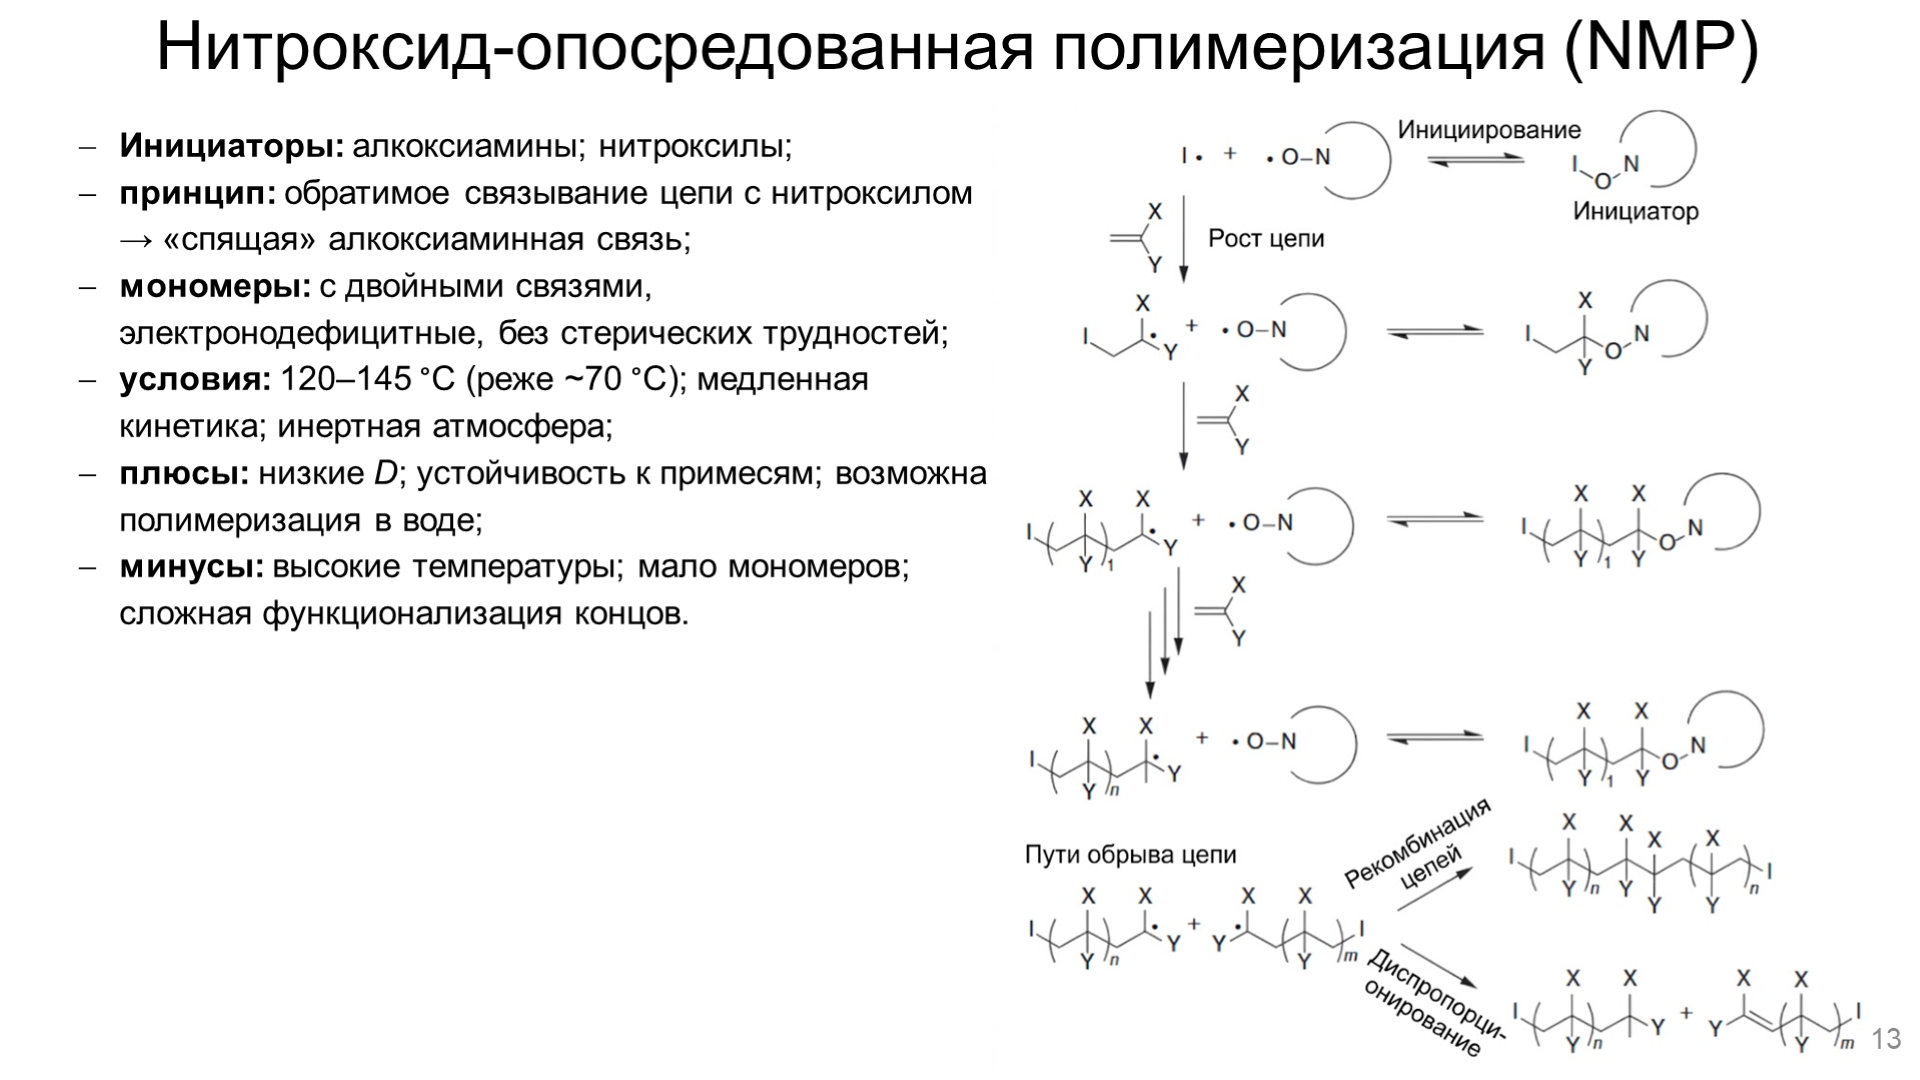 Нитроксид-опосредованная полимеризация (NMP)
– Инициаторы: алкоксиамины; нитроксилы;
– принцип: обратимое связывание цепи с нитроксилом
→ «спящая» алкоксиаминная связь;
– мономеры: с двойными связями,
электронодефицитные, без стерических трудностей;
– условия: 120–145 °C (реже ~70 °C); медленная
кинетика; инертная атмосфера;
– плюсы: низкие D; устойчивость к примесям; возможна
полимеризация в воде;
– минусы: высокие температуры; мало мономеров;
сложная функционализация концов.
Инициирование
I• + •O–N
I O N
Инициатор
X
Y
Рост цепи
X
I • Y + •O–N
X
I Y O N
X
Y
X X
I Y 1 • Y + •O–N
X X
I Y 1 Y O N
X
Y
X X
I Y n • Y + •O–N
X X
I Y 1 Y O N
Пути обрыва цепи
Рекомбинация
цепей
X X X X
I Y n Y Y Y n I
X X X X
I Y n • Y + Y • Y m I
Диспропорци-
онирование
X X X X
I Y n Y + Y Y m I
13